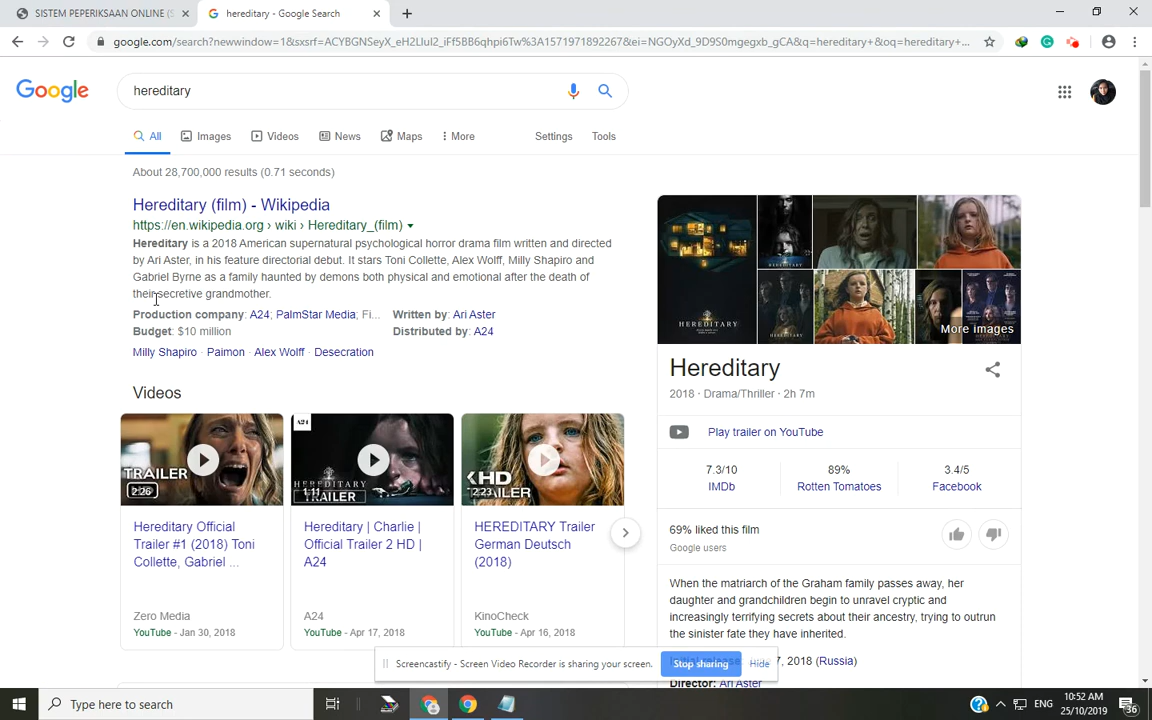 SISTEM PEPERIKSAAN ONLINE (S
hereditary - Google Search
google.com/search?newwindow=1&sxsrf=ACYBGNSeyX_eH2LIuI2_iFf5BB6qhpi6Tw%3A1571971892267&ei=NGOyXd_9D9S0mgegxb_gCA&q=hereditary+&oq=hereditary+...
Google
hereditary
All
Images
Videos
News
Maps
More
Settings
Tools
About 28,700,000 results (0.71 seconds)
Hereditary (film) - Wikipedia
https://en.wikipedia.org › wiki › Hereditary_(film)
Hereditary is a 2018 American supernatural psychological horror drama film written and directed
by Ari Aster, in his feature directorial debut. It stars Toni Collette, Alex Wolff, Milly Shapiro and
Gabriel Byrne as a family haunted by demons both physical and emotional after the death of
their secretive grandmother.
Production company: A24; PalmStar Media; Fi...
Written by: Ari Aster
Budget: $10 million
Distributed by: A24
Milly Shapiro · Paimon · Alex Wolff · Desecration
Videos
TRAILER
2:26
A24
HEREDITARY
TRAILER
1:11
HD
TRAILER
2:23
Hereditary Official
Trailer #1 (2018) Toni
Collette, Gabriel ...
Zero Media
YouTube - Jan 30, 2018
Hereditary | Charlie |
Official Trailer 2 HD |
A24
A24
YouTube - Apr 17, 2018
HEREDITARY Trailer
German Deutsch
(2018)
KinoCheck
YouTube - Apr 16, 2018
HEREDITARY
HEREDITARY
More images
Hereditary
2018 · Drama/Thriller · 2h 7m
Play trailer on YouTube
7.3/10
IMDb
89%
Rotten Tomatoes
3.4/5
Facebook
69% liked this film
Google users
When the matriarch of the Graham family passes away, her
daughter and grandchildren begin to unravel cryptic and
increasingly terrifying secrets about their ancestry, trying to outrun
the sinister fate they have inherited.
7, 2018 (Russia)
Director: Ari Aster
Screencastify - Screen Video Recorder is sharing your screen.
Stop sharing
Hide
Type here to search
ENG
10:52 AM
25/10/2019
36